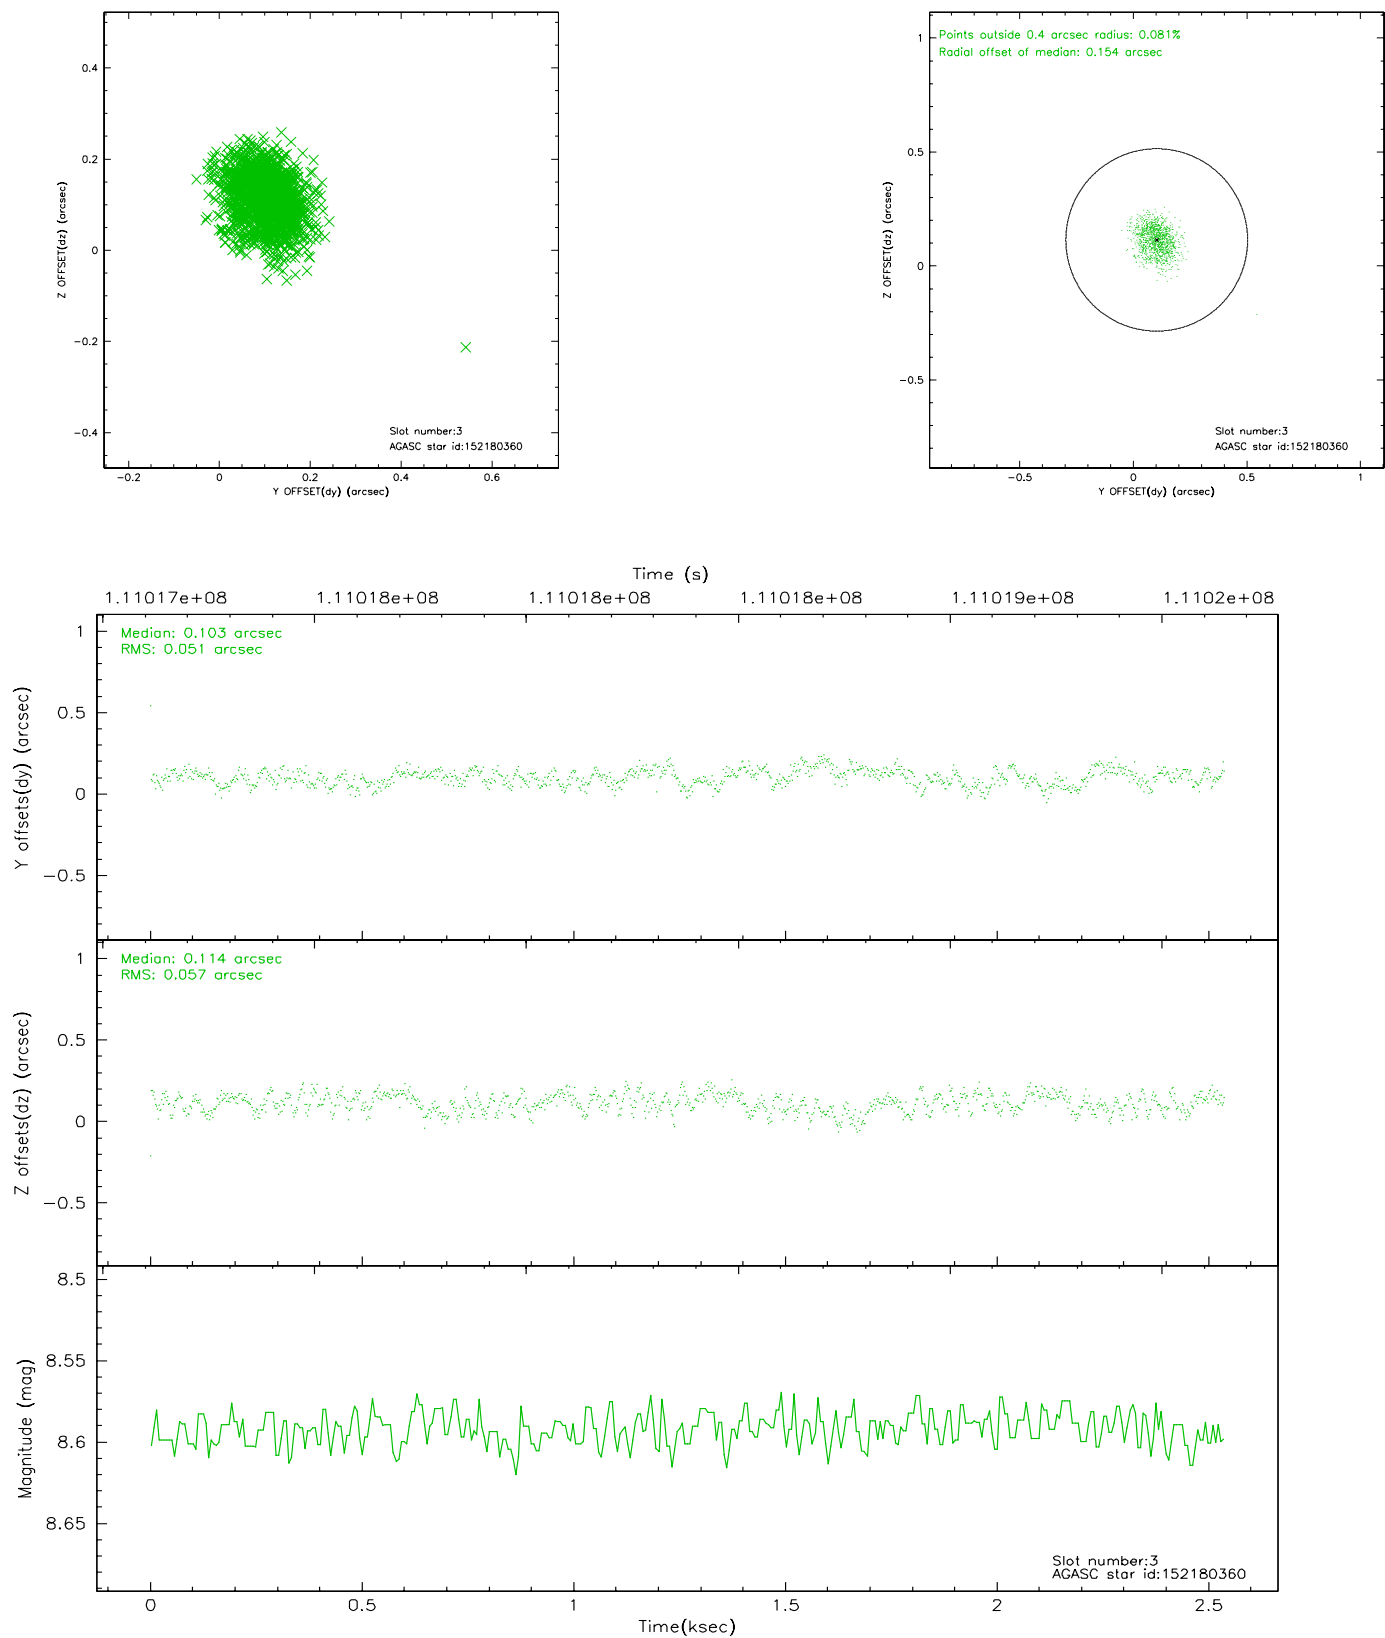 0.4
0.2
0
−0.2
−0.4
Z OFFSET(dz) (arcsec)
Slot number:3
AGASC star id:152180360
−0.2 0 0.2 0.4 0.6
Y OFFSET(dy) (arcsec)
Points outside 0.4 arcsec radius: 0.081%
Radial offset of median: 0.154 arcsec
1
0.5
0
−0.5
Z OFFSET(dz) (arcsec)
Slot number:3
AGASC star id:152180360
−0.5 0 0.5 1
Y OFFSET(dy) (arcsec)
Time (s)
1.11017e+08 1.11018e+08 1.11018e+08 1.11018e+08 1.11019e+08 1.1102e+08
Median: 0.103 arcsec
RMS: 0.051 arcsec
1
0.5
0
−0.5
Y offsets(dy) (arcsec)
Median: 0.114 arcsec
RMS: 0.057 arcsec
1
0.5
0
−0.5
Z offsets(dz) (arcsec)
8.5
8.55
8.6
8.65
Magnitude (mag)
Slot number:3
AGASC star id:152180360
0 0.5 1 1.5 2 2.5
Time(ksec)